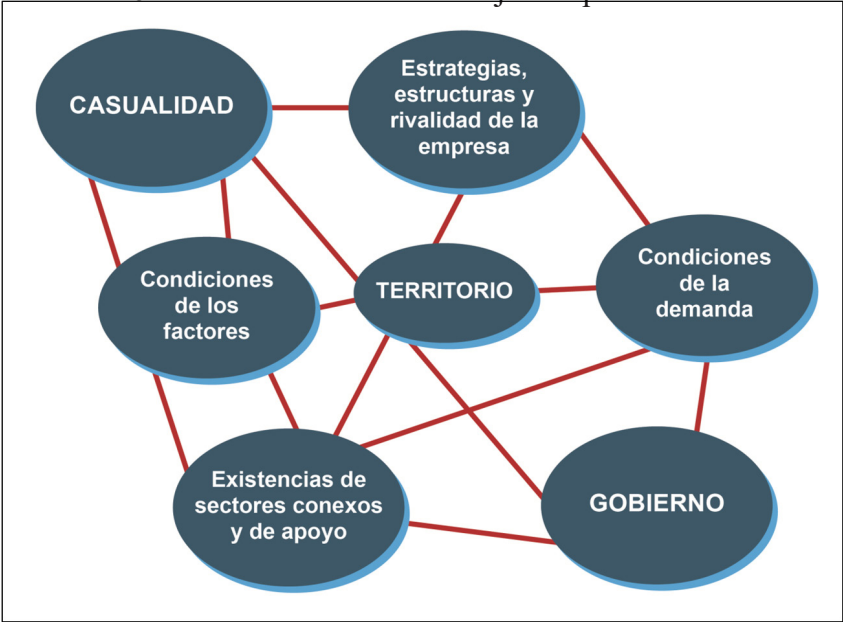 CASUALIDAD
Estrategias,
estructuras y
rivalidad de la
empresa
Condiciones
de los
factores
TERRITORIO
Condiciones
de la
demanda
Existencias de
sectores conexos
y de apoyo
GOBIERNO